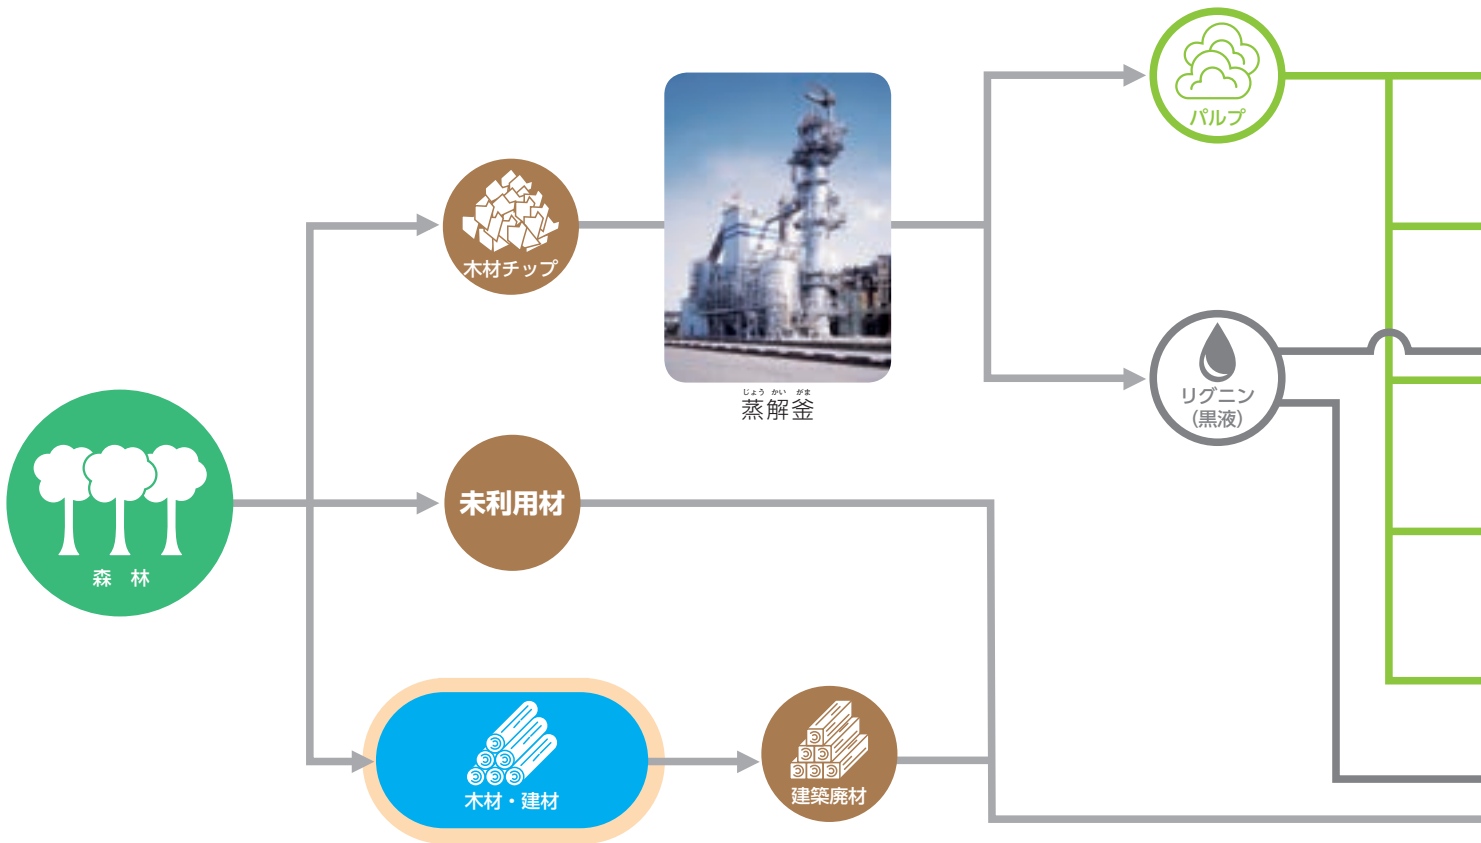 パルプ
木材チップ
じょう かい がま
蒸解釜
リグニン
(黒液)
未利用材
森 林
木材・建材
建築廃材